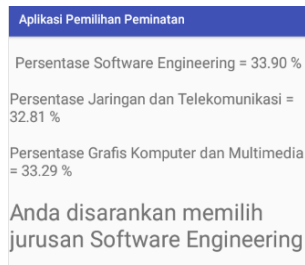 Aplikasi Pemilihan Peminatan
Persentase Software Engineering = 33.90 %
Persentase Jaringan dan Telekomunikasi =
32.81 %
Persentase Grafis Komputer dan Multimedia
= 33.29 %
Anda disarankan memilih
jurusan Software Engineering